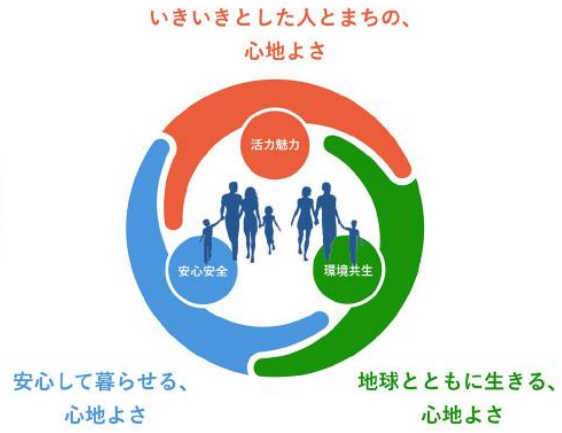 いきいきとした人とまちの、
心地よさ
活力魅力
安心安全
環境共生
安心して暮らせる、
心地よさ
地球とともに生きる、
心地よさ